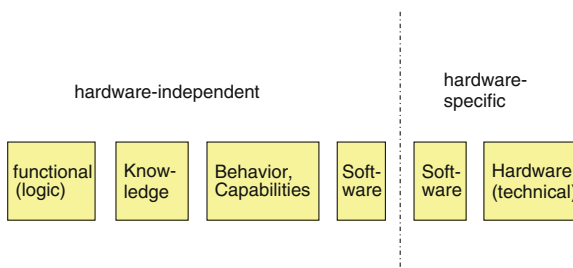 hardware-independent
hardware-
specific
functional
(logic)
Know-
ledge
Behavior,
Capabilities
Soft-
ware
Soft-
ware
Hardware
(technical)